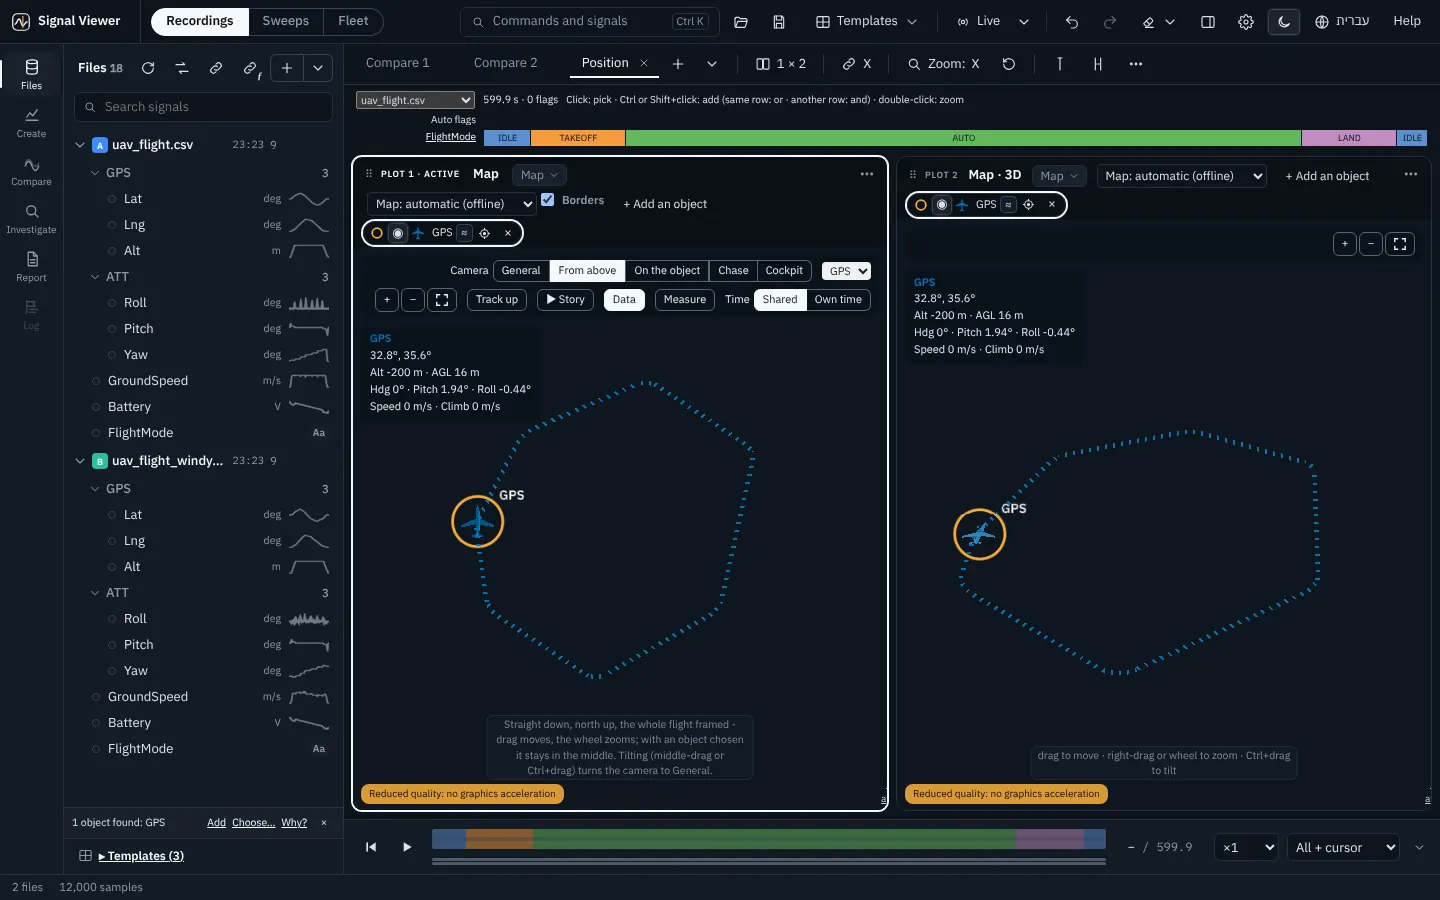 Signal Viewer
Recordings
Sweeps
Fleet
Commands and signals
Ctrl K
Templates
Live
עברית
Help
Files 18
Search signals
A uav_flight.csv 23:23 9
GPS 3
Lat deg
Lng deg
Alt m
ATT 3
Roll deg
Pitch deg
Yaw deg
GroundSpeed m/s
Battery V
FlightMode Aa
B uav_flight_windy... 23:23 9
GPS 3
Lat deg
Lng deg
Alt m
ATT 3
Roll deg
Pitch deg
Yaw deg
GroundSpeed m/s
Battery V
FlightMode Aa
1 object found: GPS Add Choose... Why? ×
▸ Templates (3)
2 files 12,000 samples
Files
Create
Compare
Investigate
Report
Log
Compare 1
Compare 2
Position ×
1 × 2
X
Zoom: X
uav_flight.csv
599.9 s · 0 flags Click: pick · Ctrl or Shift+click: add (same row: or · another row: and) · double-click: zoom
Auto flags
FlightMode IDLE TAKEOFF AUTO LAND IDLE
PLOT 1 · ACTIVE Map Map
Map: automatic (offline) Borders + Add an object
GPS ≈ ×
Camera General From above On the object Chase Cockpit GPS
+ − Track up ▶ Story Data Measure Time Shared Own time
GPS
32.8°, 35.6°
Alt -200 m · AGL 16 m
Hdg 0° · Pitch 1.94° · Roll -0.44°
Speed 0 m/s · Climb 0 m/s
GPS
Straight down, north up, the whole flight framed -
drag moves, the wheel zooms; with an object chosen
it stays in the middle. Tilting (middle-drag or
Ctrl+drag) turns the camera to General.
Reduced quality: no graphics acceleration
PLOT 2 Map · 3D Map Map: automatic (offline) + Add an object
GPS ≈ ×
+ −
GPS
32.8°, 35.6°
Alt -200 m · AGL 16 m
Hdg 0° · Pitch 1.94° · Roll -0.44°
Speed 0 m/s · Climb 0 m/s
GPS
drag to move · right-drag or wheel to zoom · Ctrl+drag
to tilt
Reduced quality: no graphics acceleration
– / 599.9
×1
All + cursor